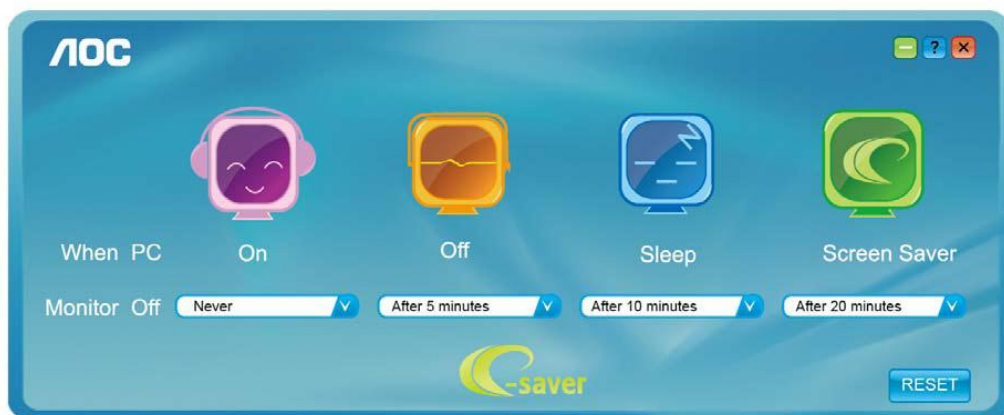 AOC
?
When PC On Off Sleep Screen Saver
Monitor Off Never After 5 minutes After 10 minutes After 20 minutes
e-saver
RESET